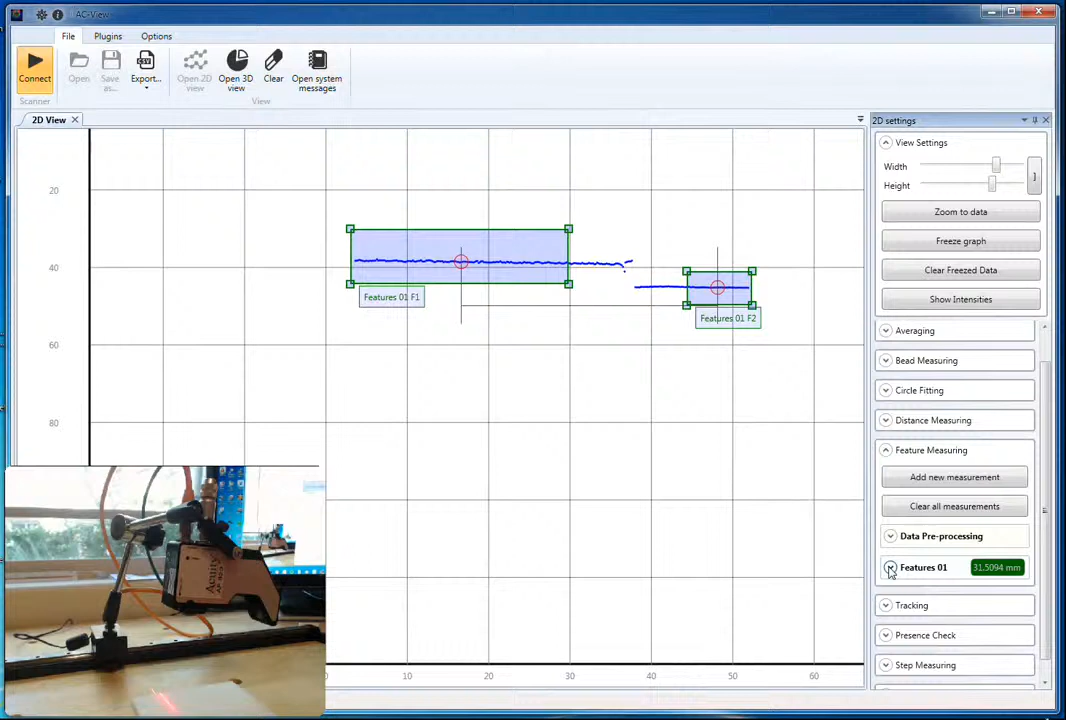 AC-View
File Plugins Options
Connect Open Save as... Export... Open 2D view Open 3D view Clear Open system messages
Scanner View
2D View
2D settings
View Settings
Width
Height
Zoom to data
Freeze graph
Clear Freezed Data
Show Intensities
Averaging
Bead Measuring
Circle Fitting
Distance Measuring
Feature Measuring
Add new measurement
Clear all measurements
Data Pre-processing
Features 01 31.5094 mm
Tracking
Presence Check
Step Measuring
20
40
60
80
Features 01 F1
Features 01 F2
10 20 30 40 50 60
Acuity